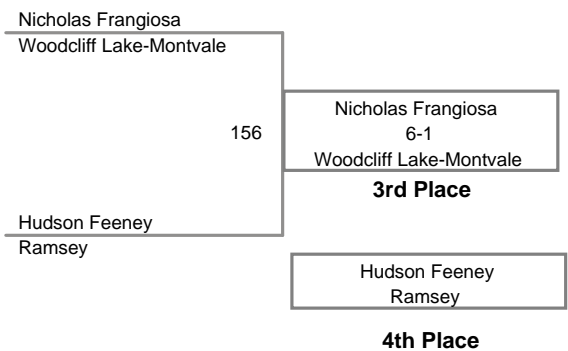 Nicholas Frangiosa
Woodcliff Lake-Montvale
156
Nicholas Frangiosa
6-1
Woodcliff Lake-Montvale
3rd Place
Hudson Feeney
Ramsey
Hudson Feeney
Ramsey
4th Place